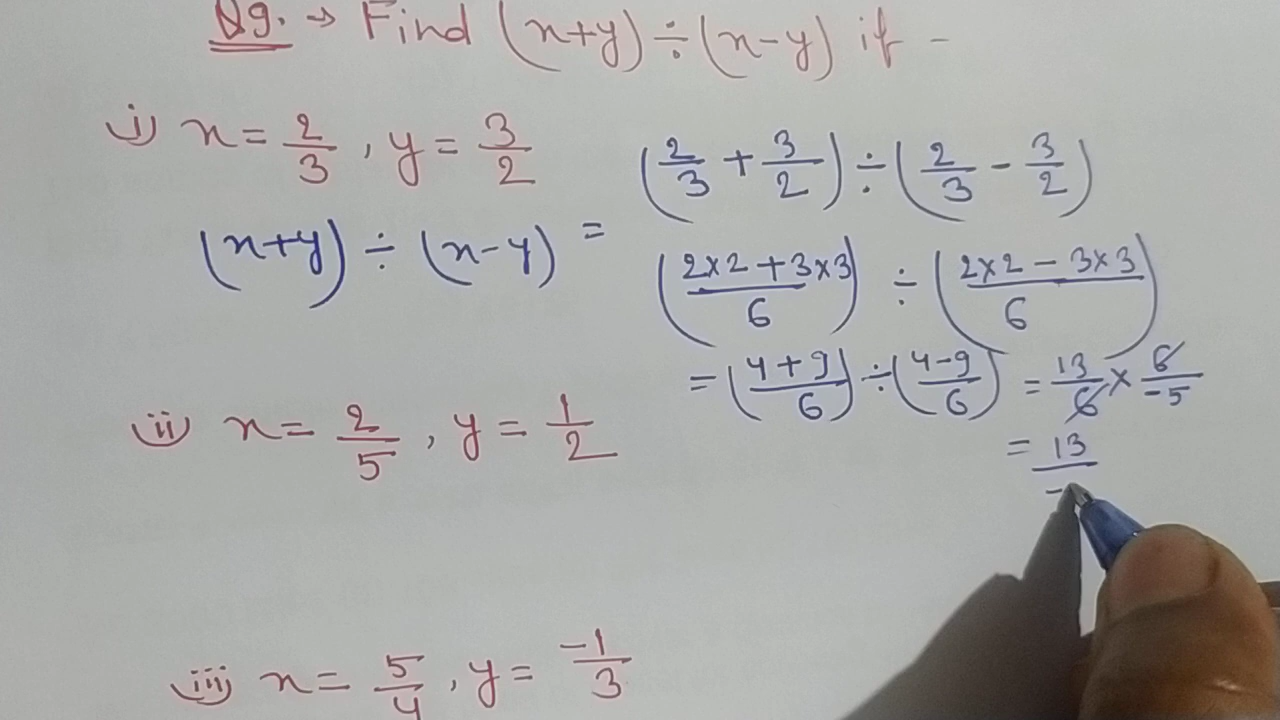 Q9. → Find (x+y) ÷ (x-y) if -
i) x = 2/3 , y = 3/2
(x+y) ÷ (x-y) = (2/3 + 3/2) ÷ (2/3 - 3/2)
((2×2 + 3×3)/6) ÷ ((2×2 - 3×3)/6)
= ((4+9)/6) ÷ ((4-9)/6) = 13/6 × 6/-5
= 13/-
ii) x = 2/5 , y = 1/2
iii) x = 5/4 , y = -1/3